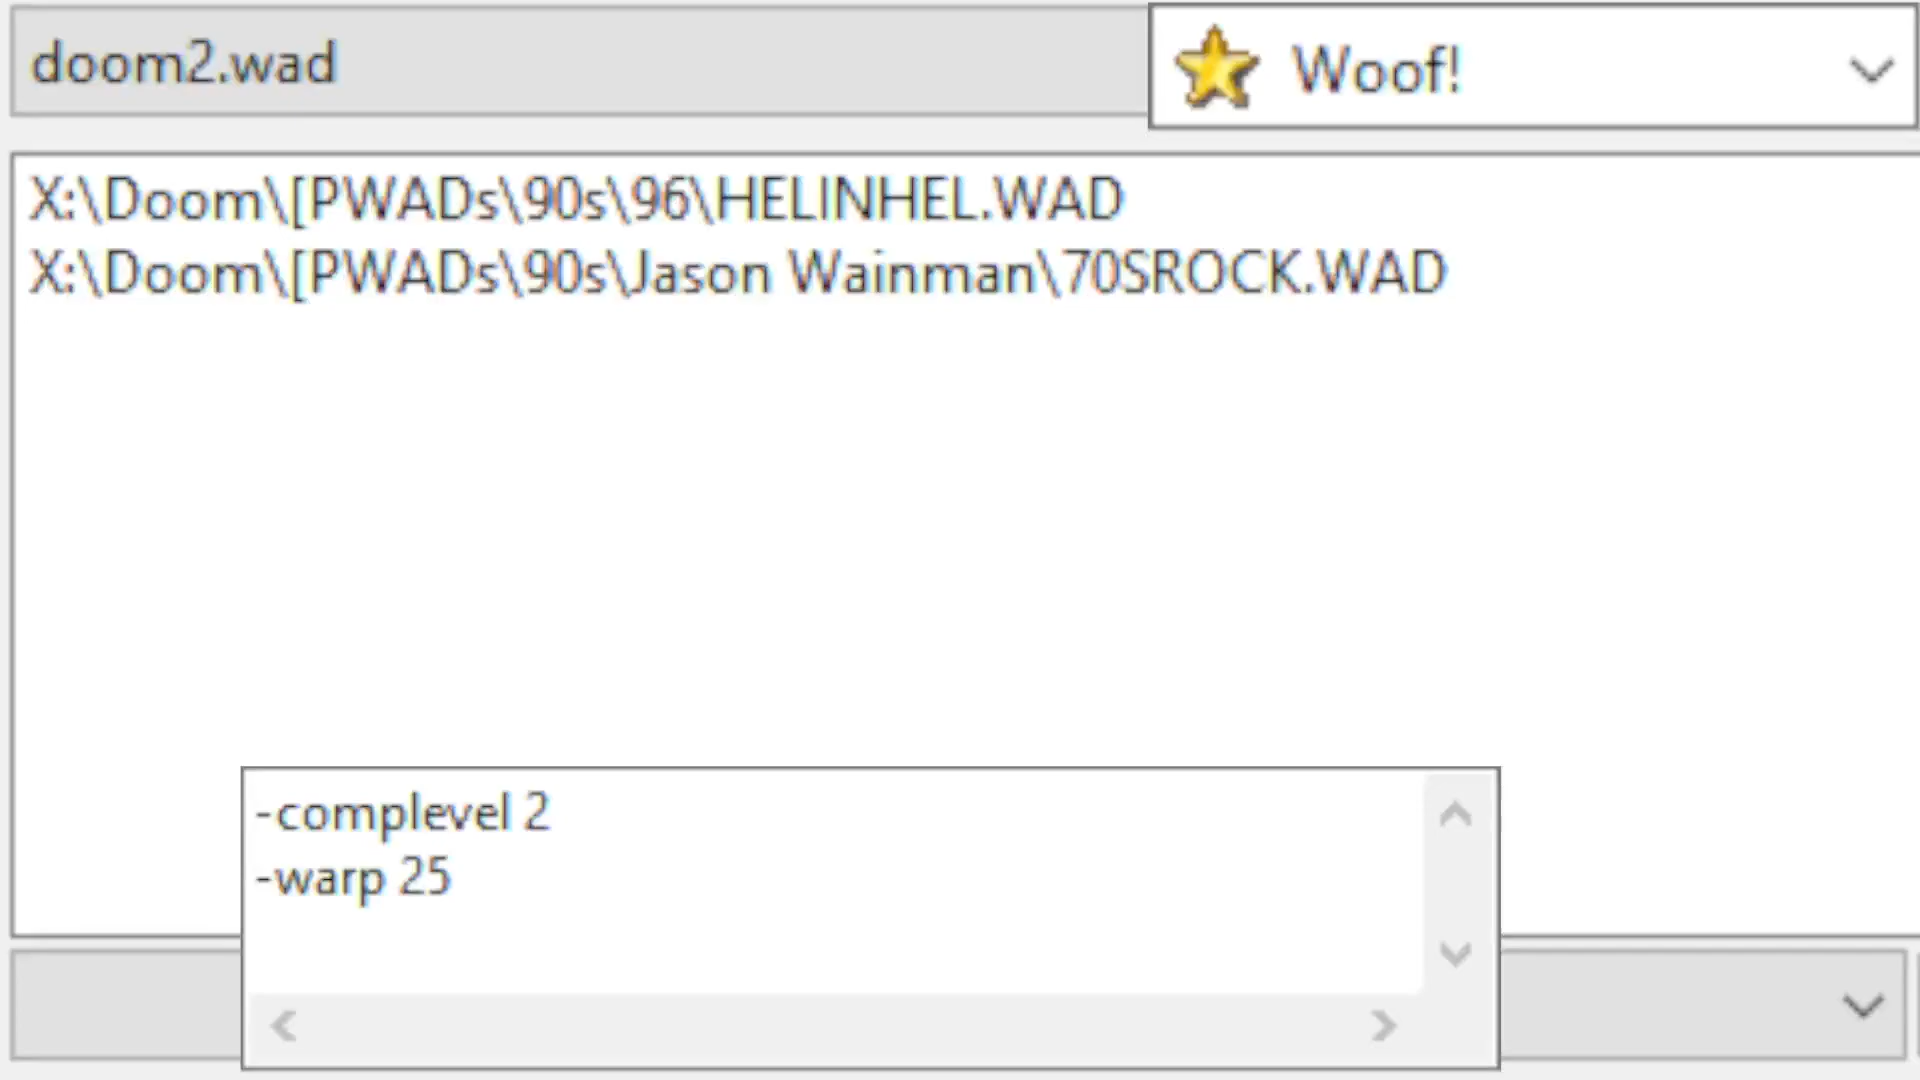 doom2.wad
Woof!
X:\Doom\[PWADs\90s\96\HELINHEL.WAD
X:\Doom\[PWADs\90s\Jason Wainman\70SROCK.WAD
-complevel 2
-warp 25